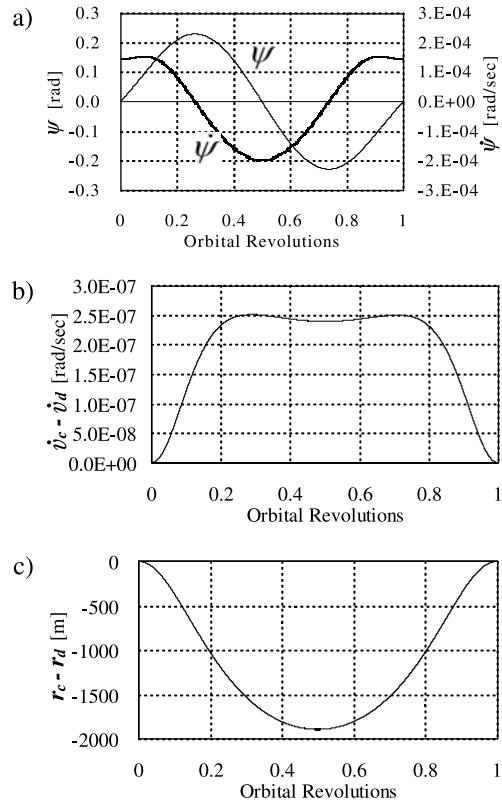 a)
0.3
0.2
0.1
0.0
-0.1
-0.2
-0.3
ψ [rad]
ψ
ψ̇
3.E-04
2.E-04
1.E-04
0.E+00
-1.E-04
-2.E-04
-3.E-04
ψ̇ [rad/sec]
0 0.2 0.4 0.6 0.8 1
Orbital Revolutions
b)
3.0E-07
2.5E-07
2.0E-07
1.5E-07
1.0E-07
5.0E-08
0.0E+00
v̇c - v̇d [rad/sec]
0 0.2 0.4 0.6 0.8 1
Orbital Revolutions
c)
0
-500
-1000
-1500
-2000
rc - rd [m]
0 0.2 0.4 0.6 0.8 1
Orbital Revolutions